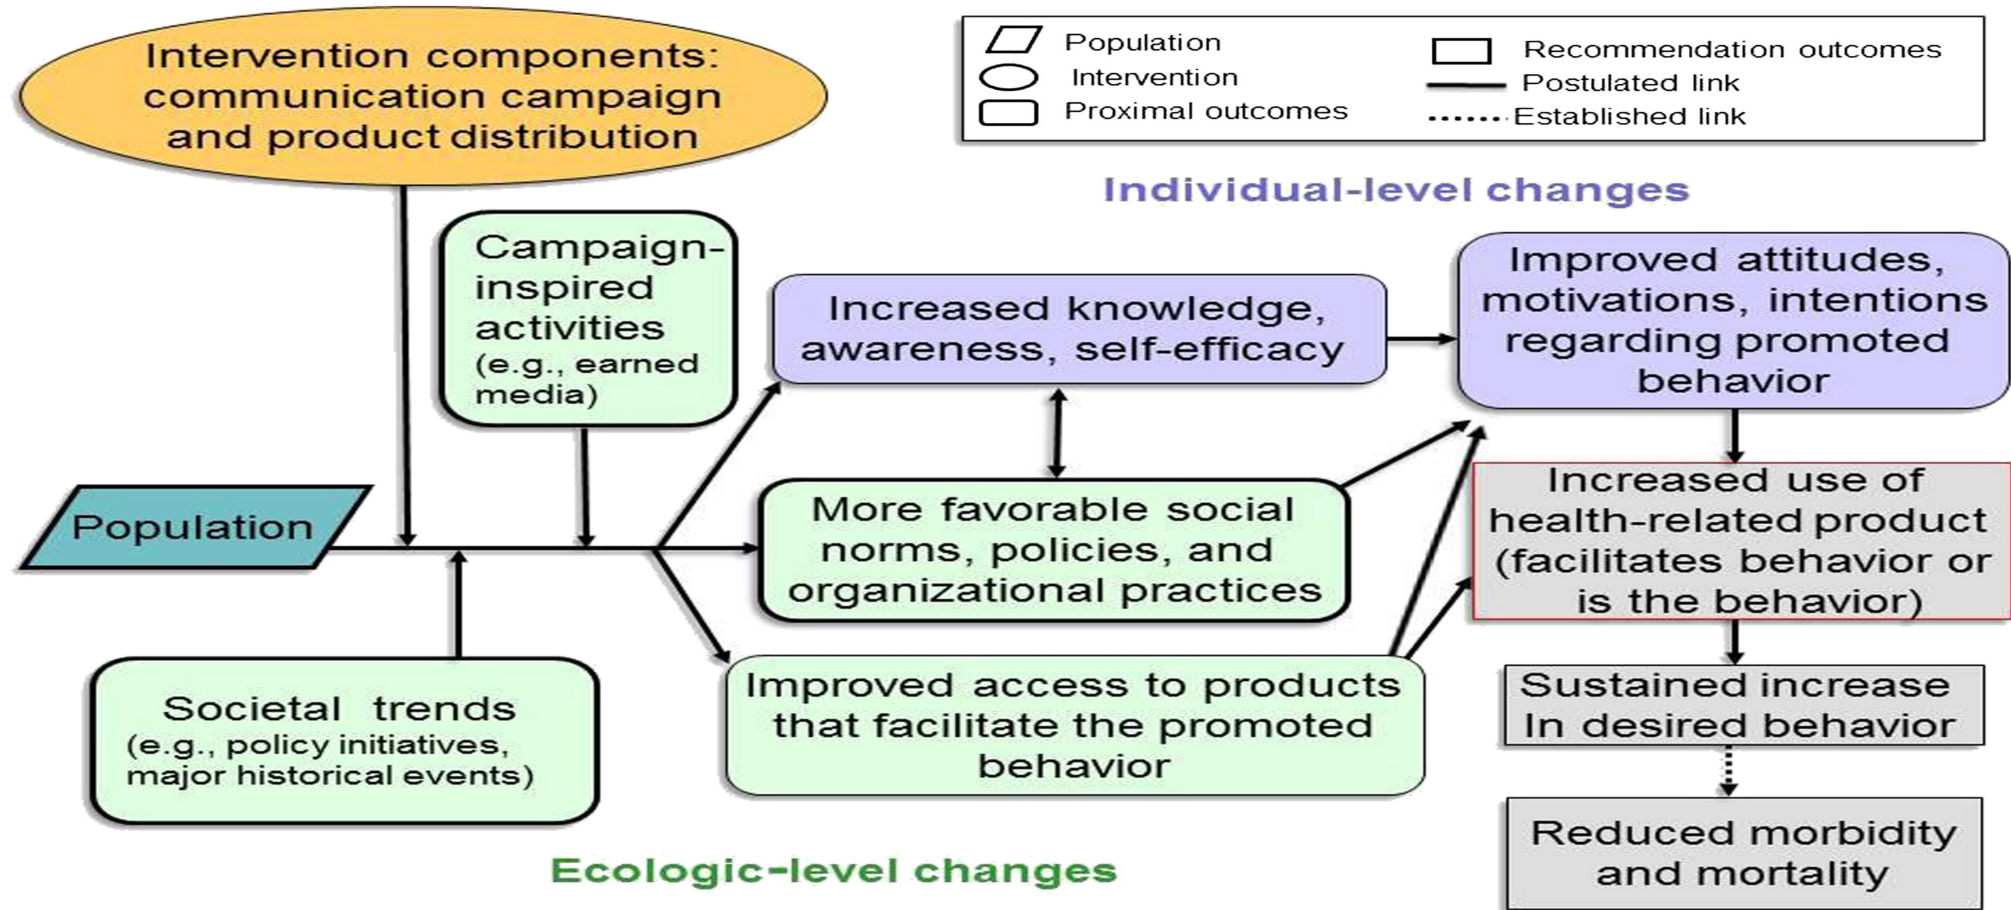 Intervention components:
communication campaign
and product distribution
Population
Intervention
Proximal outcomes
Recommendation outcomes
Postulated link
Established link
Individual-level changes
Campaign-
inspired
activities
(e.g., earned
media)
Increased knowledge,
awareness, self-efficacy
Improved attitudes,
motivations, intentions
regarding promoted
behavior
Population
More favorable social
norms, policies, and
organizational practices
Increased use of
health-related product
(facilitates behavior or
is the behavior)
Societal trends
(e.g., policy initiatives,
major historical events)
Improved access to products
that facilitate the promoted
behavior
Sustained increase
In desired behavior
Reduced morbidity
and mortality
Ecologic-level changes